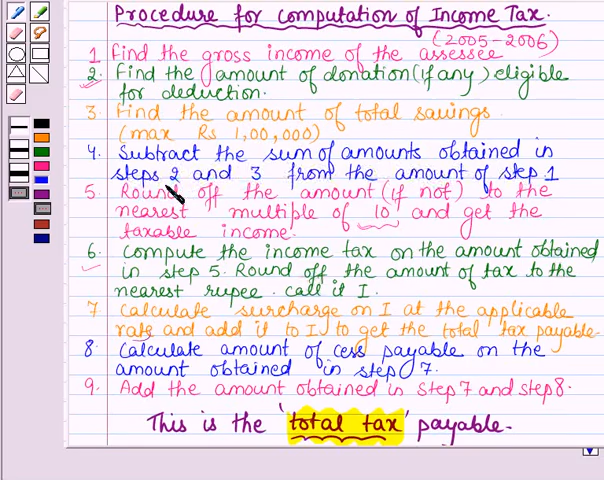 Procedure for computation of Income Tax.
(2005-2006)
1. Find the gross income of the assessee
2. Find the amount of donation (if any) eligible
for deduction.
3. Find the amount of total savings
(max Rs 1,00,000)
4. Subtract the sum of amounts obtained in
steps 2 and 3 from the amount of step 1
5. Round off the amount (if not) to the
nearest multiple of 10 and get the
taxable income.
6. Compute the income tax on the amount obtained
in step 5. Round off the amount of tax to the
nearest rupee. call it I.
7 Calculate surcharge on I at the applicable
rate and add it to I to get the total tax payable
8. Calculate amount of cess payable on the
amount obtained in step 7.
9. Add the amount obtained in step 7 and step 8.
This is the 'total tax' payable.